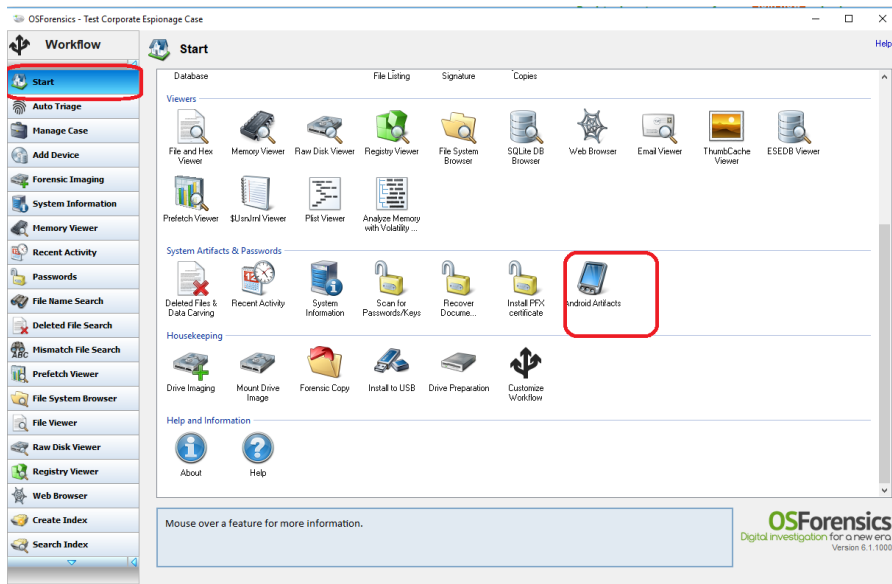 OSForensics - Test Corporate Espionage Case
Workflow
Start
Help
Start
Auto Triage
Manage Case
Add Device
Forensic Imaging
System Information
Memory Viewer
Recent Activity
Passwords
File Name Search
Deleted File Search
Mismatch File Search
Prefetch Viewer
File System Browser
File Viewer
Raw Disk Viewer
Registry Viewer
Web Browser
Create Index
Search Index
Database
File Listing
Signature
Copies
Viewers
File and Hex
Viewer
Memory Viewer
Raw Disk Viewer
Registry Viewer
File System
Browser
SQLite DB
Browser
Web Browser
Email Viewer
ThumbCache
Viewer
ESEDB Viewer
Prefetch Viewer
$UsnJrnl Viewer
Plist Viewer
Analyze Memory
with Volatility ...
System Artifacts & Passwords
Deleted Files &
Data Carving
Recent Activity
System
Information
Scan for
Passwords/Keys
Recover
Docume...
Install PFX
certificate
Android Artifacts
Housekeeping
Drive Imaging
Mount Drive
Image
Forensic Copy
Install to USB
Drive Preparation
Customize
Workflow
Help and Information
About
Help
Mouse over a feature for more information.
OSForensics
Digital investigation for a new era
Version 6.1.1000